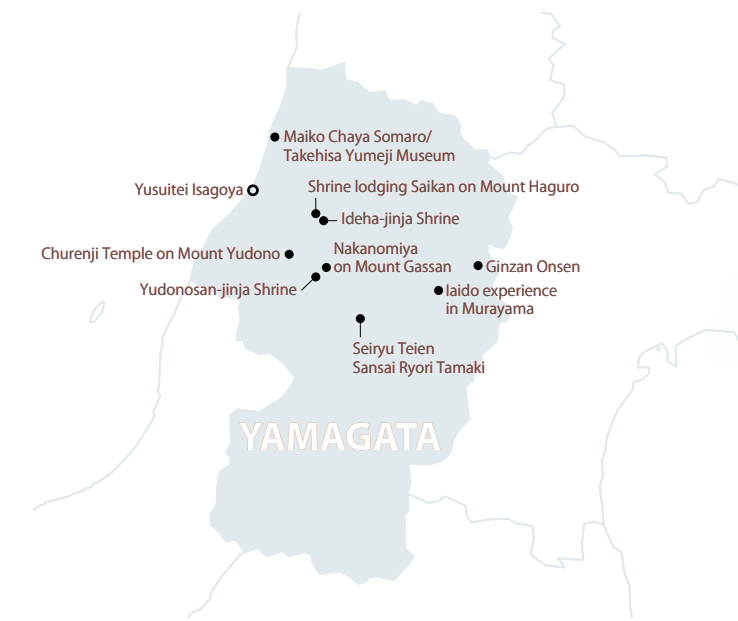 Maiko Chaya Somaro/
Takehisa Yumeji Museum
Yusuitei Isagoya
Shrine lodging Saikan on Mount Haguro
Ideha-jinja Shrine
Churenji Temple on Mount Yudono
Nakanomiya
on Mount Gassan
Ginzan Onsen
Yudonosan-jinja Shrine
Iaido experience
in Murayama
Seiryu Teien
Sansai Ryori Tamaki
YAMAGATA